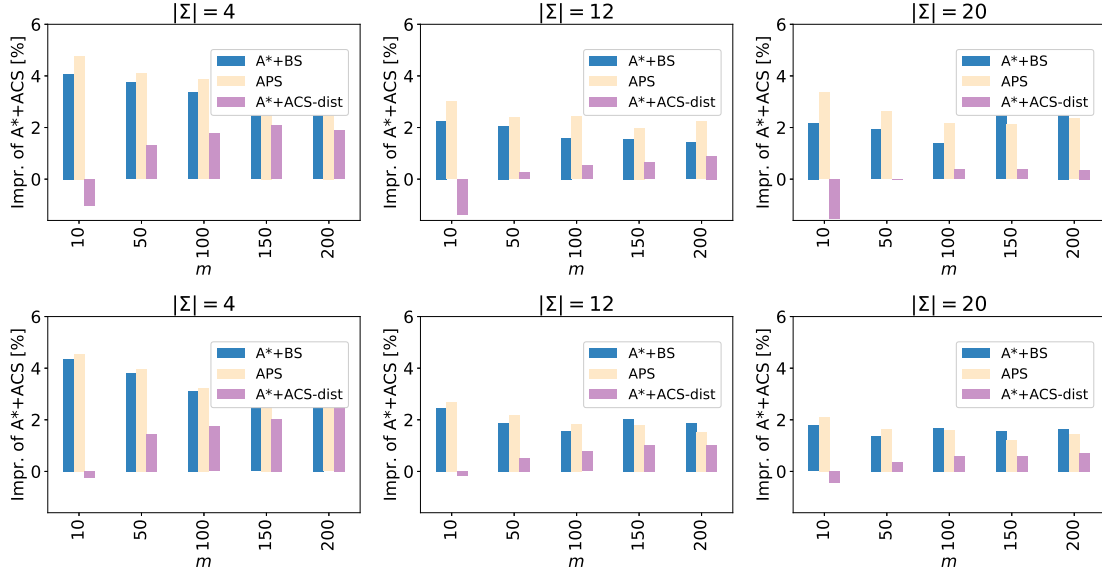 |Σ| = 4
Impr. of A*+ACS [%]
6
4
2
0
A*+BS
APS
A*+ACS-dist
10
50
100
150
200
m
|Σ| = 12
Impr. of A*+ACS [%]
6
4
2
0
A*+BS
APS
A*+ACS-dist
10
50
100
150
200
m
|Σ| = 20
Impr. of A*+ACS [%]
6
4
2
0
A*+BS
APS
A*+ACS-dist
10
50
100
150
200
m
|Σ| = 4
Impr. of A*+ACS [%]
6
4
2
0
A*+BS
APS
A*+ACS-dist
10
50
100
150
200
m
|Σ| = 12
Impr. of A*+ACS [%]
6
4
2
0
A*+BS
APS
A*+ACS-dist
10
50
100
150
200
m
|Σ| = 20
Impr. of A*+ACS [%]
6
4
2
0
A*+BS
APS
A*+ACS-dist
10
50
100
150
200
m